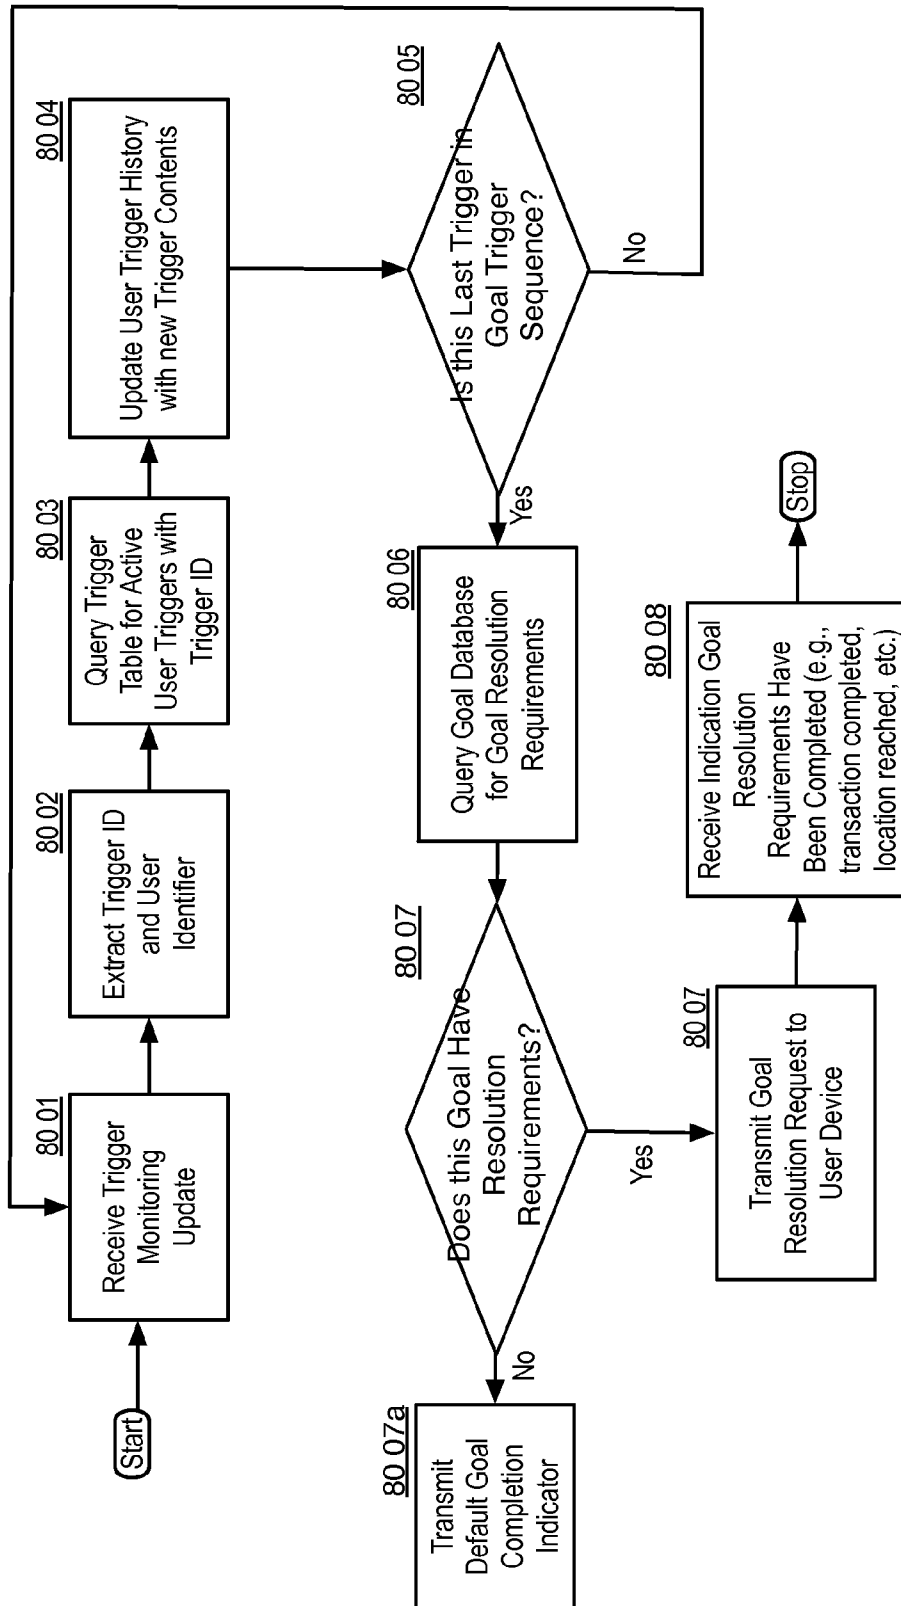 Start
80 01
Receive Trigger
Monitoring
Update
80 02
Extract Trigger ID
and User
Identifier
80 03
Query Trigger
Table for Active
User Triggers with
Trigger ID
80 04
Update User Trigger History
with new Trigger Contents
80 05
Is this Last Trigger in
Goal Trigger
Sequence?
No
Yes
80 06
Query Goal Database
for Goal Resolution
Requirements
80 07
Does this Goal Have
Resolution
Requirements?
No
Yes
80 07a
Transmit
Default Goal
Completion
Indicator
80 07
Transmit Goal
Resolution Request to
User Device
80 08
Receive Indication Goal
Resolution
Requirements Have
Been Completed (e.g.,
transaction completed,
location reached, etc.)
Stop